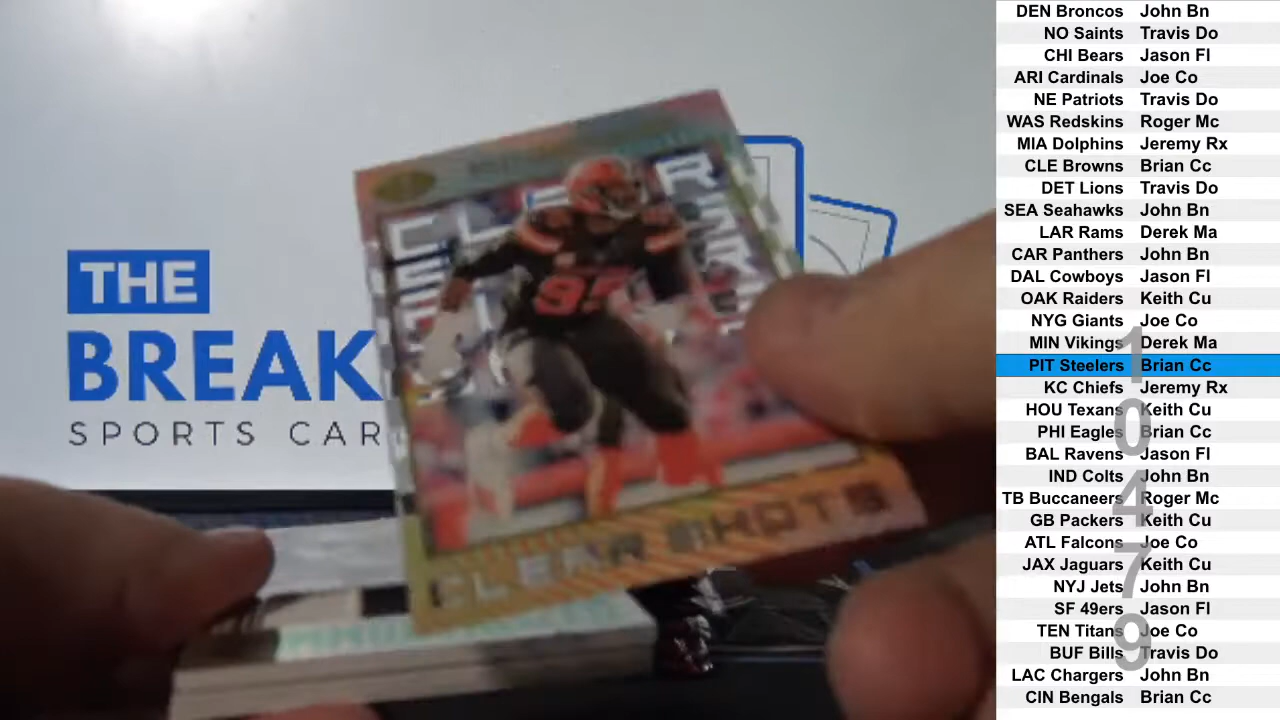 THE
BREAK
SPORTS CAR
CLEAR SHOTS
95
DEN Broncos John Bn
NO Saints Travis Do
CHI Bears Jason Fl
ARI Cardinals Joe Co
NE Patriots Travis Do
WAS Redskins Roger Mc
MIA Dolphins Jeremy Rx
CLE Browns Brian Cc
DET Lions Travis Do
SEA Seahawks John Bn
LAR Rams Derek Ma
CAR Panthers John Bn
DAL Cowboys Jason Fl
OAK Raiders Keith Cu
NYG Giants Joe Co
MIN Vikings Derek Ma
PIT Steelers Brian Cc
KC Chiefs Jeremy Rx
HOU Texans Keith Cu
PHI Eagles Brian Cc
BAL Ravens Jason Fl
IND Colts John Bn
TB Buccaneers Roger Mc
GB Packers Keith Cu
ATL Falcons Joe Co
JAX Jaguars Keith Cu
NYJ Jets John Bn
SF 49ers Jason Fl
TEN Titans Joe Co
BUF Bills Travis Do
LAC Chargers John Bn
CIN Bengals Brian Cc
10479